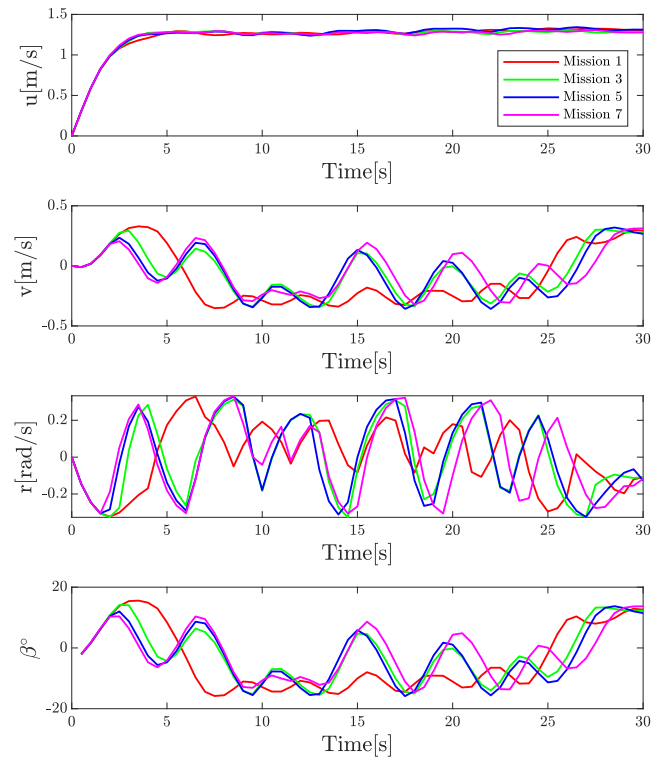 1.5
1
0.5
0
u[m/s]
Mission 1
Mission 3
Mission 5
Mission 7
0 5 10 15 20 25 30
Time[s]
0.5
0
-0.5
v[m/s]
0 5 10 15 20 25 30
Time[s]
0.2
0
-0.2
r[rad/s]
0 5 10 15 20 25 30
Time[s]
20
0
-20
β°
0 5 10 15 20 25 30
Time[s]